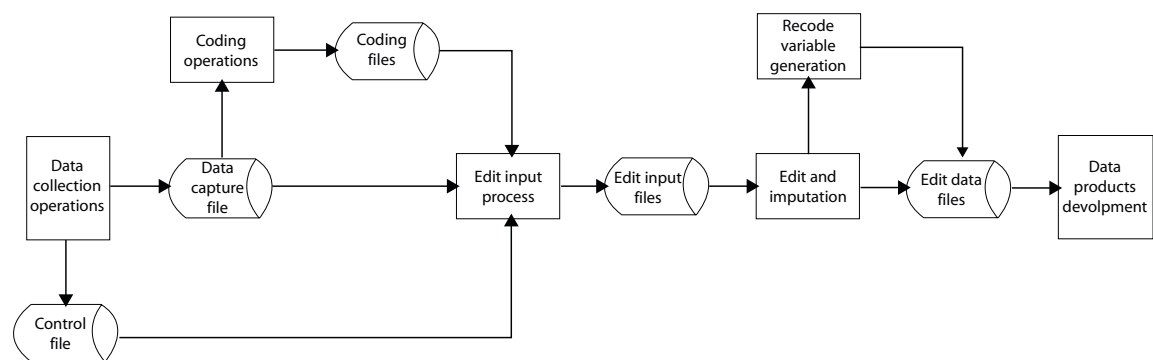 Coding
operations
Coding
files
Recode
variable
generation
Data
collection
operations
Data
capture
file
Edit input
process
Edit input
files
Edit and
imputation
Edit data
files
Data
products
devolpment
Control
file